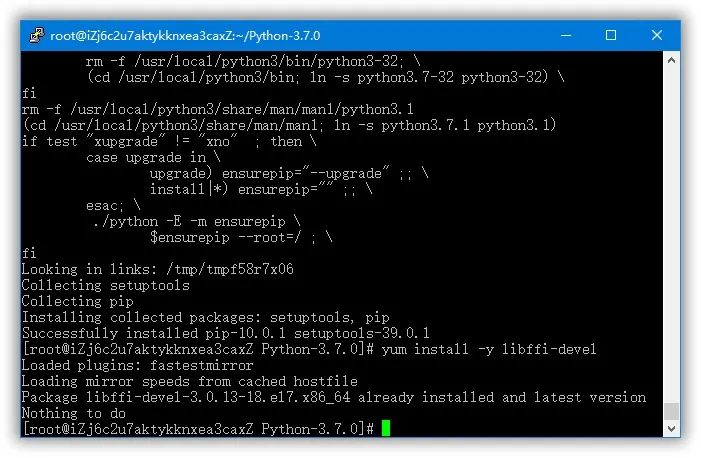 root@iZj6c2u7aktykknxea3caxZ:~/Python-3.7.0
rm -f /usr/local/python3/bin/python3-32; \
(cd /usr/local/python3/bin; ln -s python3.7-32 python3-32) \
fi
rm -f /usr/local/python3/share/man/man1/python3.1
(cd /usr/local/python3/share/man/man1; ln -s python3.7.1 python3.1)
if test "xupgrade" != "xno"  ; then \
case upgrade in \
upgrade) ensurepip="--upgrade" ;; \
install|*) ensurepip="" ;; \
esac; \
./python -E -m ensurepip \
$ensurepip --root=/ ; \
fi
Looking in links: /tmp/tmpf58r7x06
Collecting setuptools
Collecting pip
Installing collected packages: setuptools, pip
Successfully installed pip-10.0.1 setuptools-39.0.1
[root@iZj6c2u7aktykknxea3caxZ Python-3.7.0]# yum install -y libffi-devel
Loaded plugins: fastestmirror
Loading mirror speeds from cached hostfile
Package libffi-devel-3.0.13-18.el7.x86_64 already installed and latest version
Nothing to do
[root@iZj6c2u7aktykknxea3caxZ Python-3.7.0]#